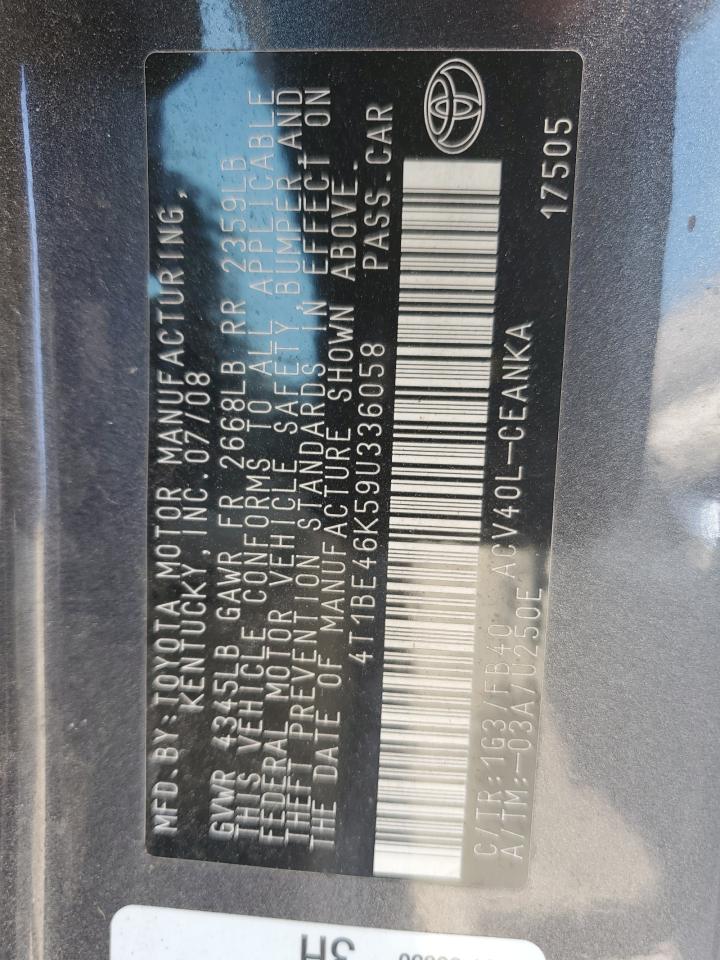 MFD.BY:TOYOTA MOTOR MANUFACTURING,
KENTUCKY,INC.07/08
GVWR 4345LB GAWR FR 2668LB RR 2359LB
THIS VEHICLE CONFORMS TO ALL APPLICABLE
FEDERAL MOTOR VEHICLE SAFETY,BUMPER,AND
THEFT PREVENTION STANDARDS IN EFFECT ON
THE DATE OF MANUFACTURE SHOWN ABOVE.
4T1BE46K59U336058 PASS.CAR
C/TR:1G3/FB40 ACV40L-CEANKA
A/TM:-03A/U250E 17505
3H